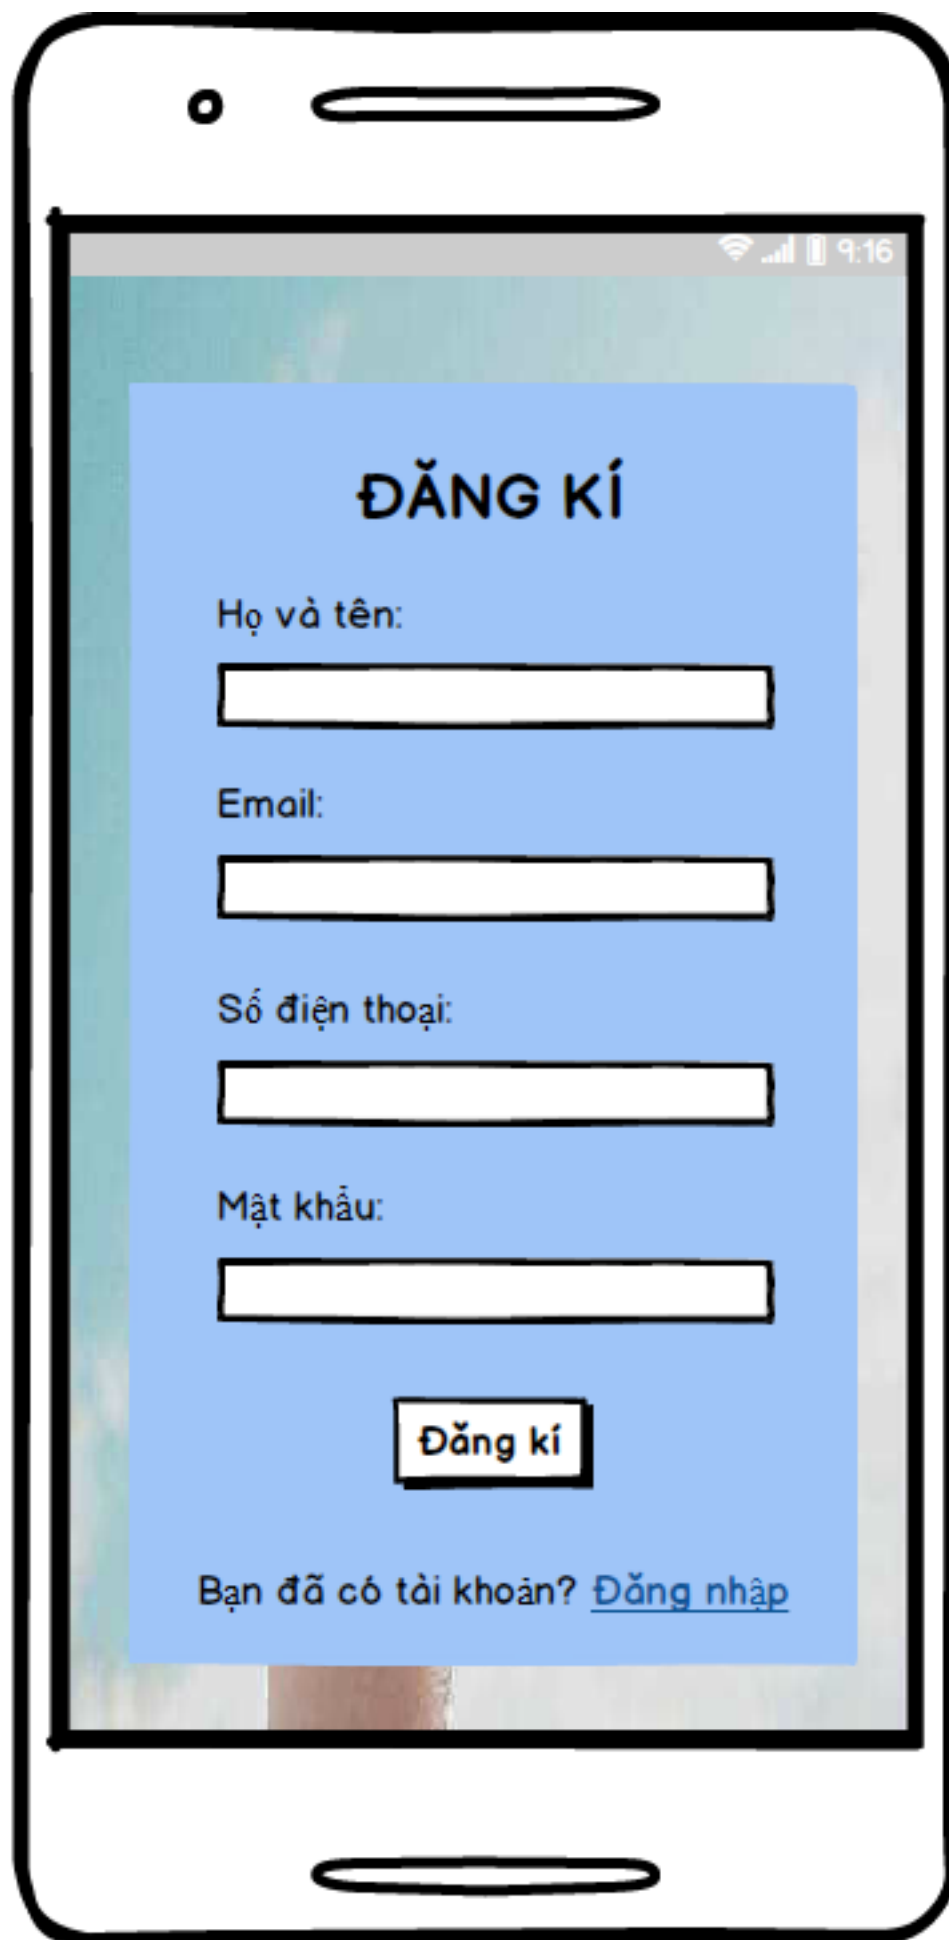 9:16
ĐĂNG KÍ
Họ và tên:
Email:
Số điện thoại:
Mật khẩu:
Đăng kí
Bạn đã có tài khoản? Đăng nhập